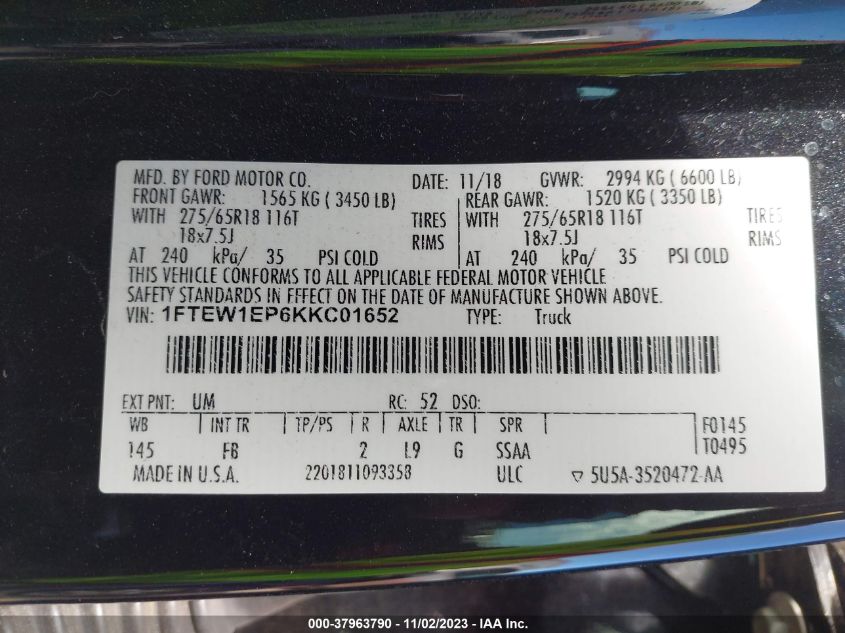 MFD. BY FORD MOTOR CO. DATE: 11/18 GVWR: 2994 KG ( 6600 LB)
FRONT GAWR: 1565 KG ( 3450 LB) REAR GAWR: 1520 KG ( 3350 LB)
WITH 275/65R18 116T TIRES WITH 275/65R18 116T TIRES
18x7.5J RIMS 18x7.5J RIMS
AT 240 kPa/ 35 PSI COLD AT 240 kPa/ 35 PSI COLD
THIS VEHICLE CONFORMS TO ALL APPLICABLE FEDERAL MOTOR VEHICLE
SAFETY STANDARDS IN EFFECT ON THE DATE OF MANUFACTURE SHOWN ABOVE.
VIN: 1FTEW1EP6KKC01652 TYPE: Truck
EXT PNT: UM RC: 52 DSO:
WB INT TR TP/PS R AXLE TR SPR F0145
145 FB 2 L9 G SSAA T0495
MADE IN U.S.A. 2201811093358 ULC ▽ 5U5A-3520472-AA
000-37963790 - 11/02/2023 - IAA Inc.